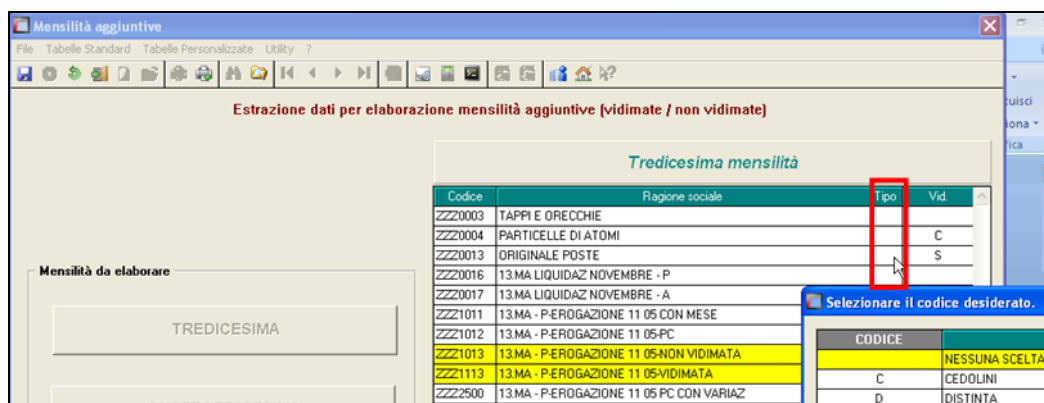 Mensilità aggiuntive
File Tabelle Standard Tabelle Personalizzate Utility ?
Estrazione dati per elaborazione mensilità aggiuntive (vidimate / non vidimate)
Tredicesima mensilità
Codice Ragione sociale Tipo Vid.
ZZZ0003 TAPPI E ORECCHIE
ZZZ0004 PARTICELLE DI ATOMI C
ZZZ0013 ORIGINALE POSTE S
ZZZ0016 13.MA LIQUIDAZ NOVEMBRE - P
ZZZ0017 13.MA LIQUIDAZ NOVEMBRE - A
ZZZ1011 13.MA - P-EROGAZIONE 11 05 CON MESE
ZZZ1012 13.MA - P-EROGAZIONE 11 05-PC
ZZZ1013 13.MA - P-EROGAZIONE 11 05-NON VIDIMATA
ZZZ1113 13.MA - P-EROGAZIONE 11 05-VIDIMATA
ZZZ2500 13.MA - P-EROGAZIONE 11 05 PC CON VARIAZ
Mensilità da elaborare
TREDICESIMA
Selezionare il codice desiderato.
CODICE
NESSUNA SCELTA
C CEDOLINI
D DISTINTA